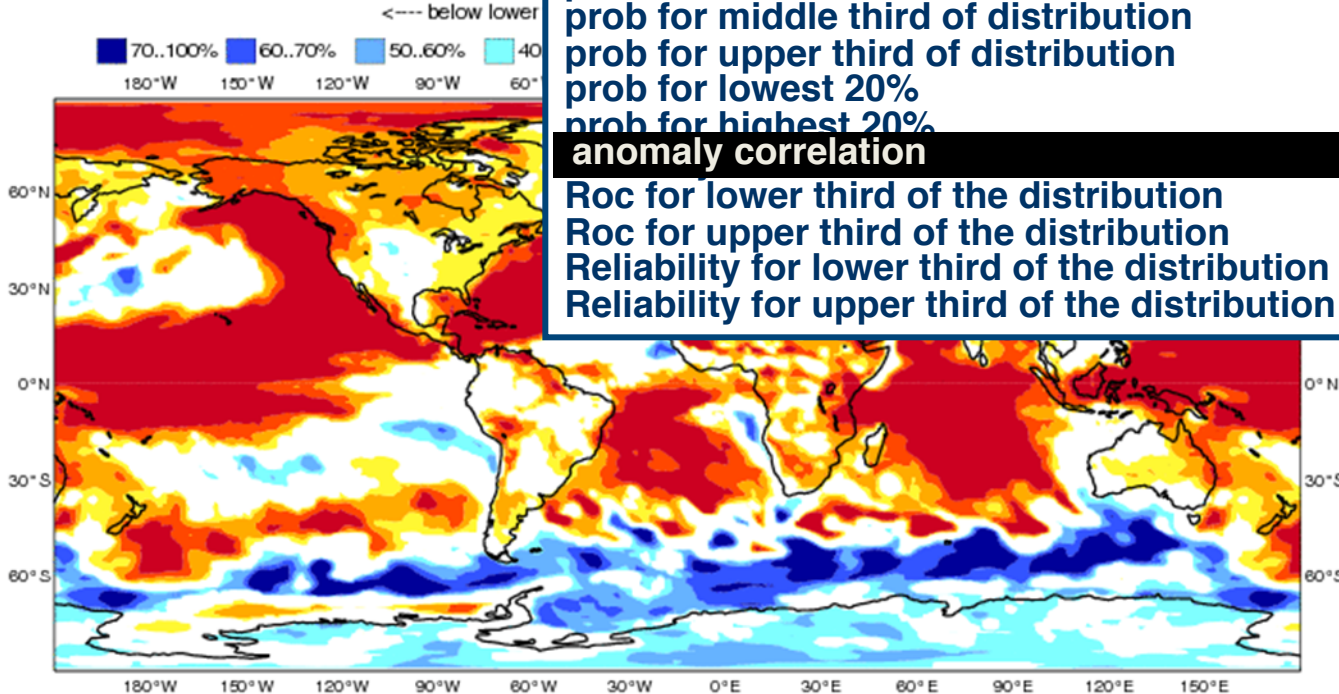 <---- below lower
70..100% 60..70% 50..60% 40
180°W 150°W 120°W 90°W 60°
prob for middle third of distribution
prob for upper third of distribution
prob for lowest 20%
prob for highest 20%
anomaly correlation
Roc for lower third of the distribution
Roc for upper third of the distribution
Reliability for lower third of the distribution
Reliability for upper third of the distribution
60°N
30°N
0°N 0°N
30°S 30°S
60°S 60°S
180°W 150°W 120°W 90°W 60°W 30°W 0°E 30°E 60°E 90°E 120°E 150°E